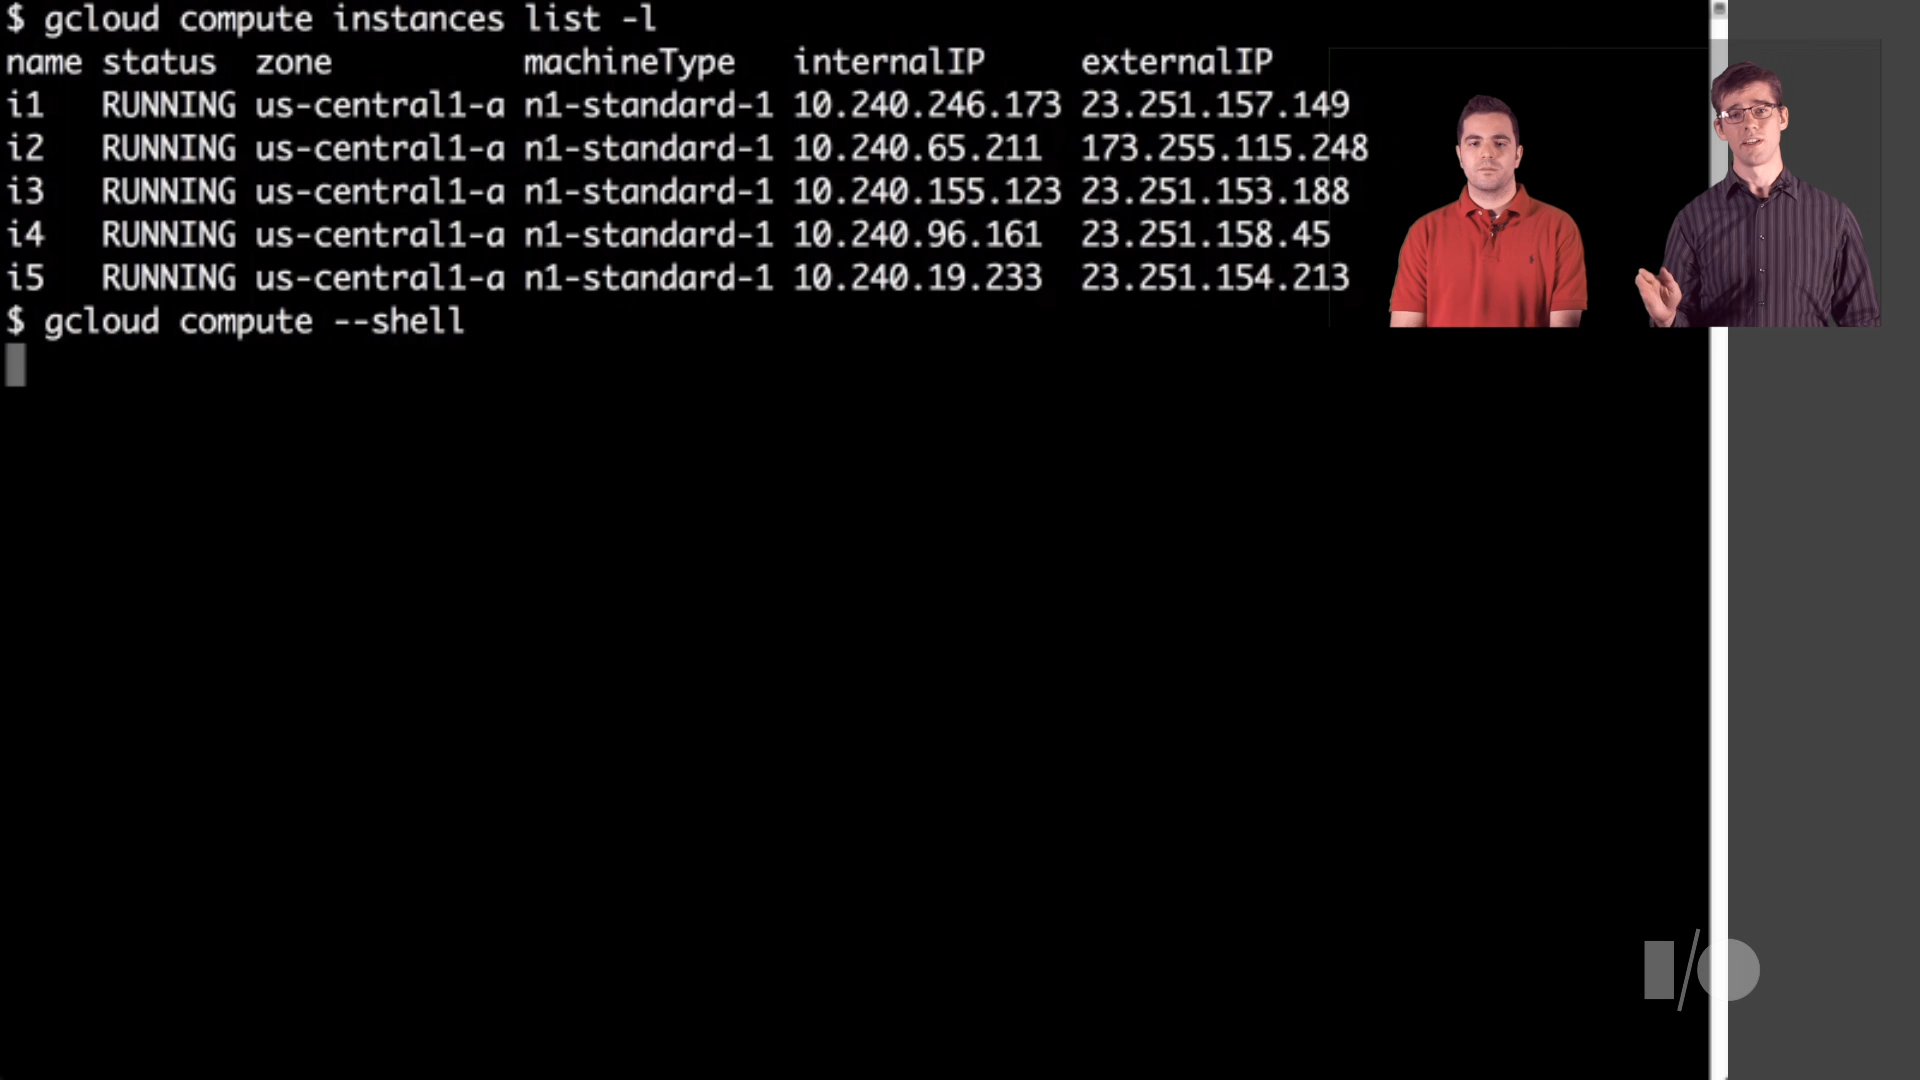 $ gcloud compute instances list -l
name status zone machineType internalIP externalIP
i1 RUNNING us-central1-a n1-standard-1 10.240.246.173 23.251.157.149
i2 RUNNING us-central1-a n1-standard-1 10.240.65.211 173.255.115.248
i3 RUNNING us-central1-a n1-standard-1 10.240.155.123 23.251.153.188
i4 RUNNING us-central1-a n1-standard-1 10.240.96.161 23.251.158.45
i5 RUNNING us-central1-a n1-standard-1 10.240.19.233 23.251.154.213
$ gcloud compute --shell
I/O